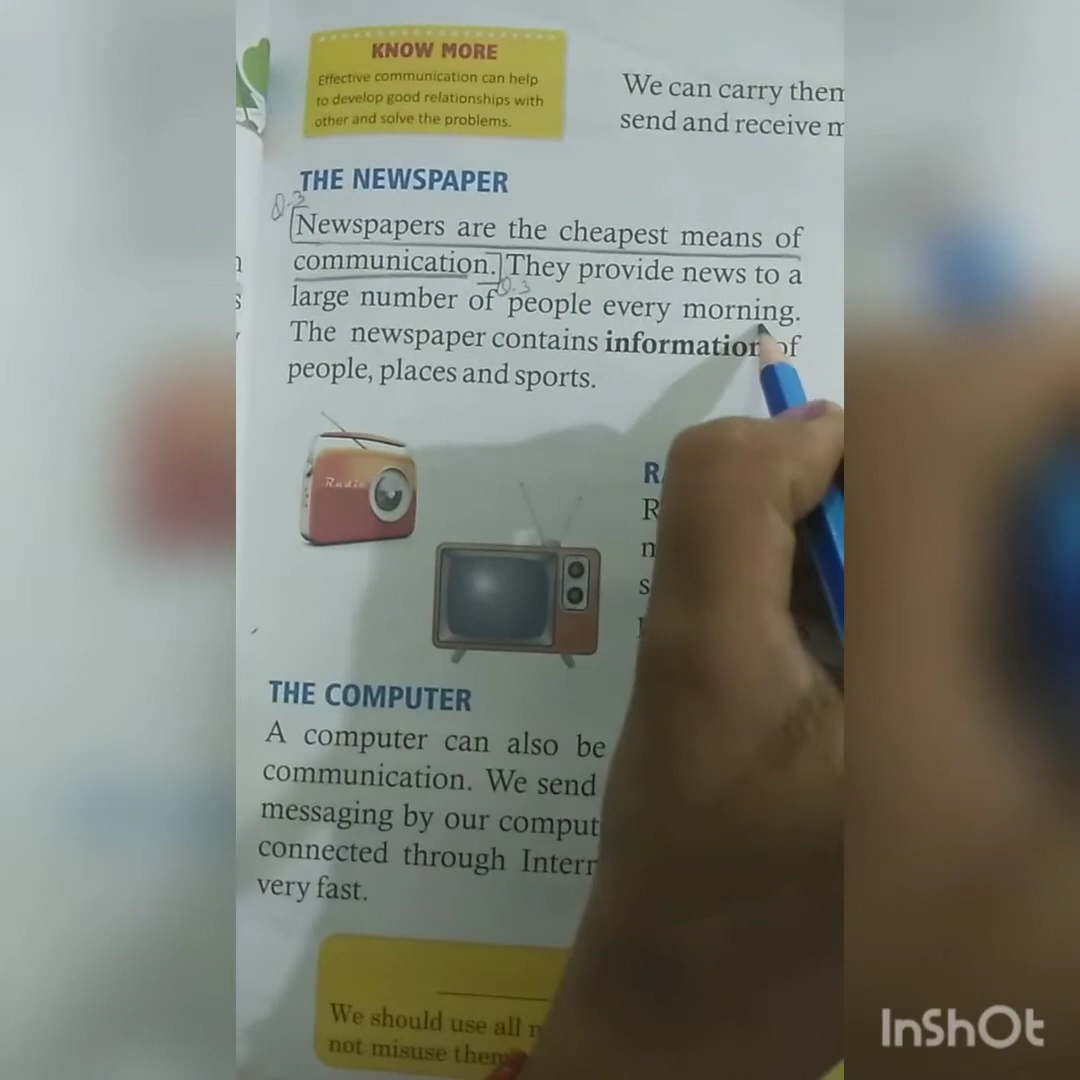 KNOW MORE
Effective communication can help
to develop good relationships with
other and solve the problems.
We can carry them
send and receive m
THE NEWSPAPER
Q.3
Newspapers are the cheapest means of
communication. They provide news to a
Q.3
large number of people every morning.
The newspaper contains information of
people, places and sports.
Radio
R
R
m
s
THE COMPUTER
A computer can also be
communication. We send
messaging by our comput
connected through Intern
very fast.
We should use all
not misuse them
InShOt